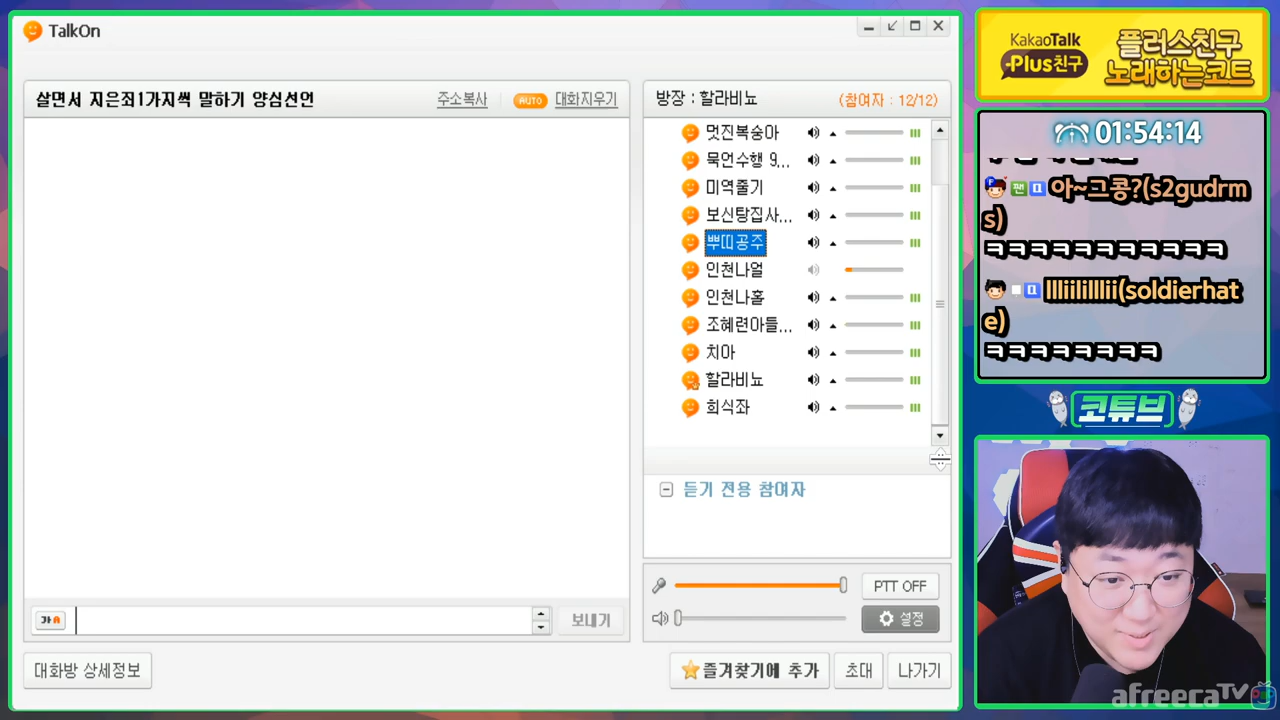 TalkOn
살면서 지은죄1가지씩 말하기 양심선언
주소복사
AUTO 대화지우기
방장 : 할라비뇨
(참여자 : 12/12)
멋진복숭아
묵언수행 9,...
미역줄기
보신탕집사...
뿌띠공주
인천나얼
인천나홀
조혜련아들...
치아
할라비뇨
희식좌
듣기 전용 참여자
PTT OFF
설정
가A
보내기
대화방 상세정보
즐겨찾기에 추가
초대
나가기
KakaoTalk
Plus친구
플러스친구
노래하는코트
01:54:14
F 팬 아~그콩?(s2gudrm
s)
ㅋㅋㅋㅋㅋㅋㅋㅋㅋㅋㅋ
ㅋㅋㅋㅋㅋㅋㅋㅋ
코튜브
afreecaTV